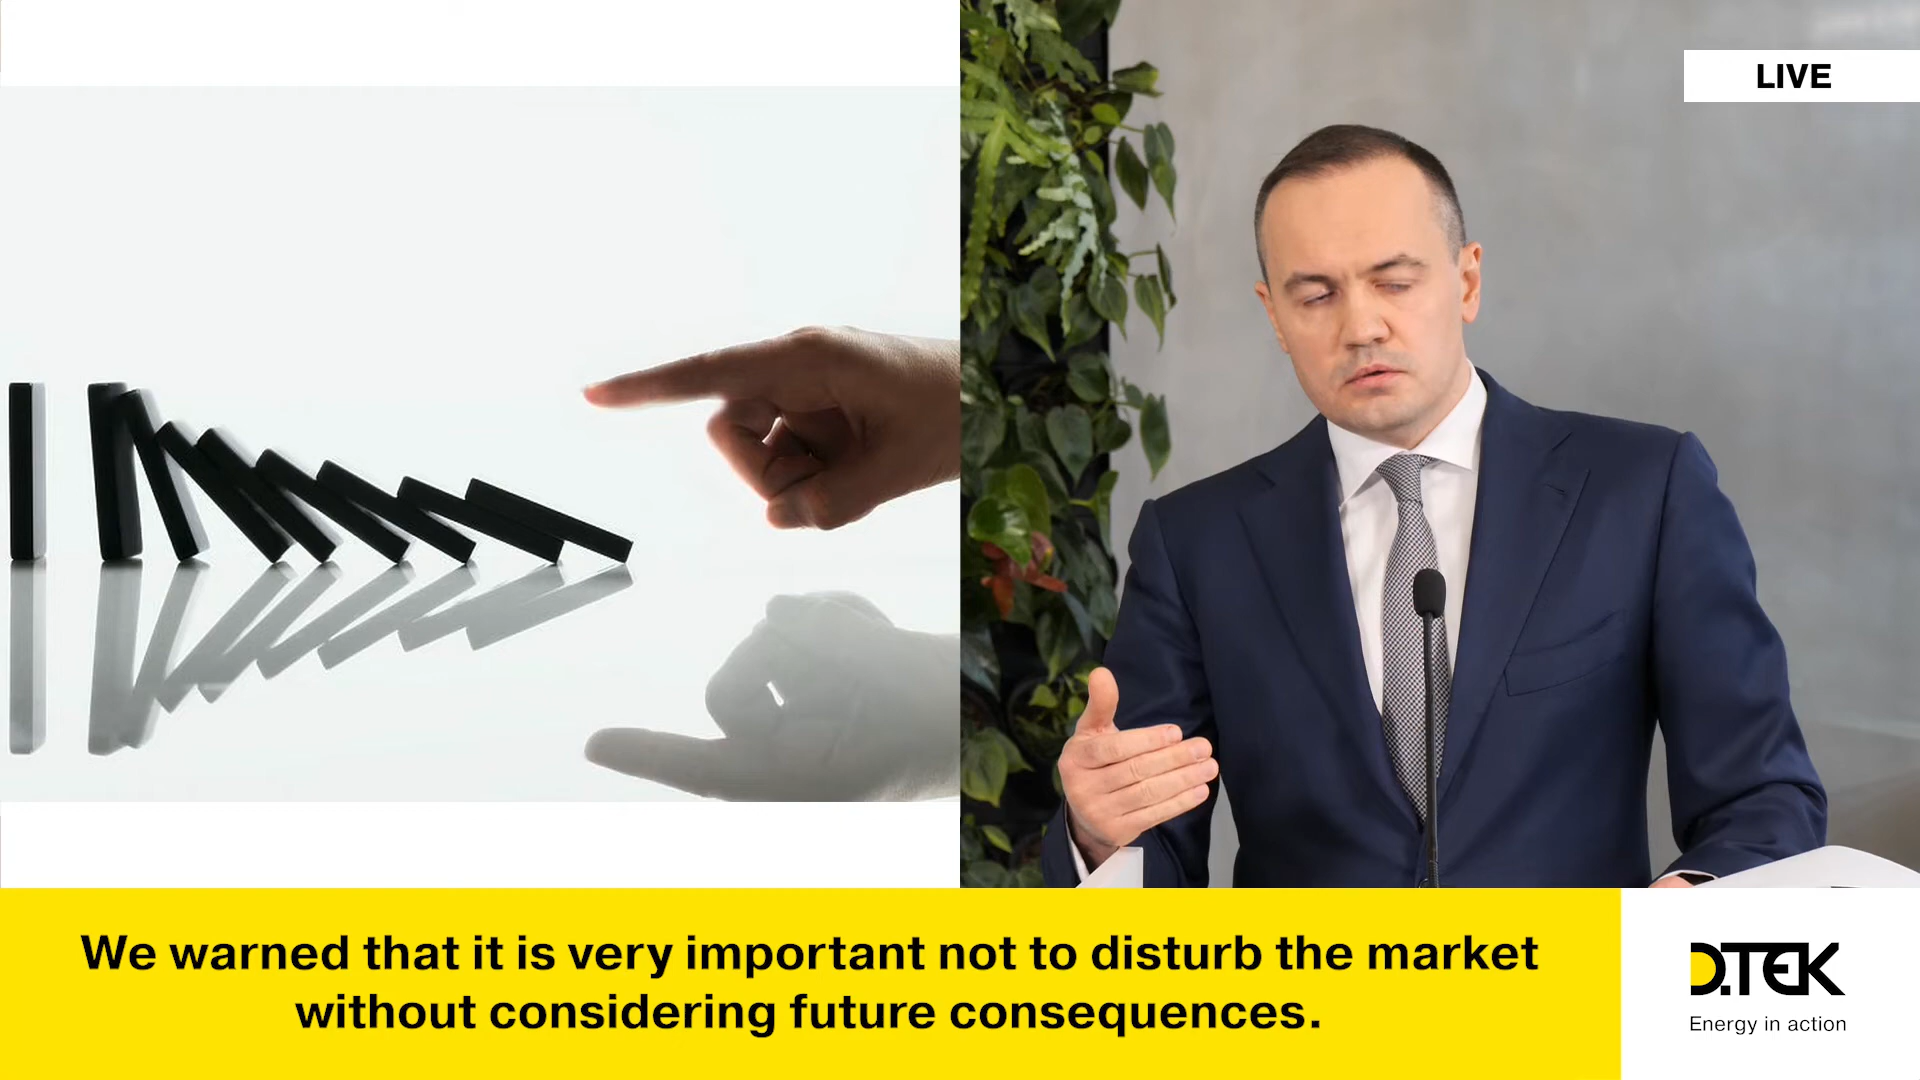 LIVE
We warned that it is very important not to disturb the market
without considering future consequences.
D.TEK
Energy in action